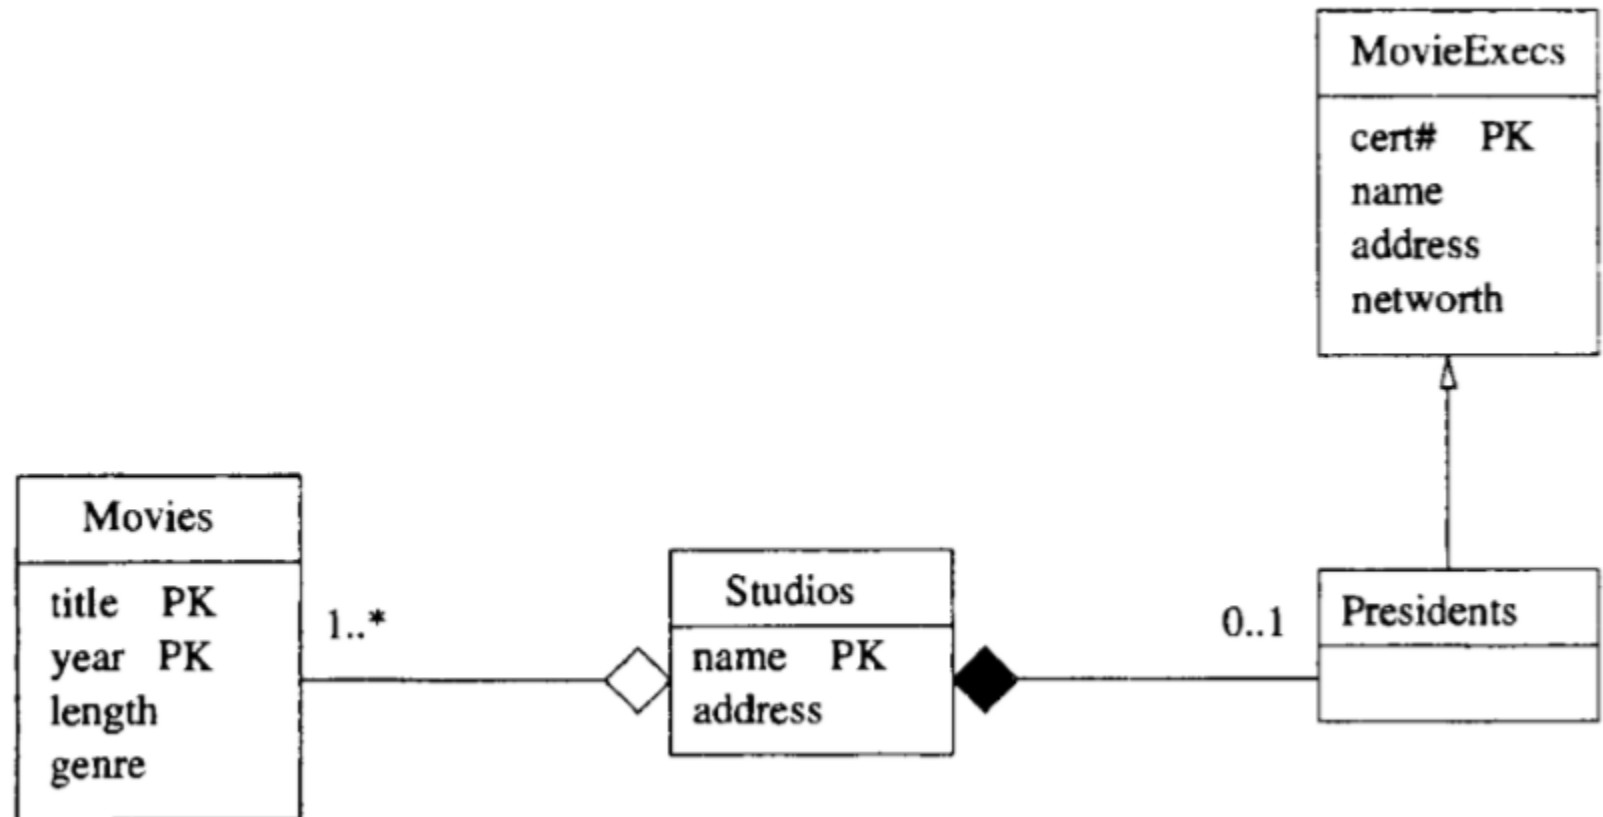 MovieExecs
cert# PK
name
address
networth
Movies
title PK
year PK
length
genre
1..*
Studios
name PK
address
0..1
Presidents